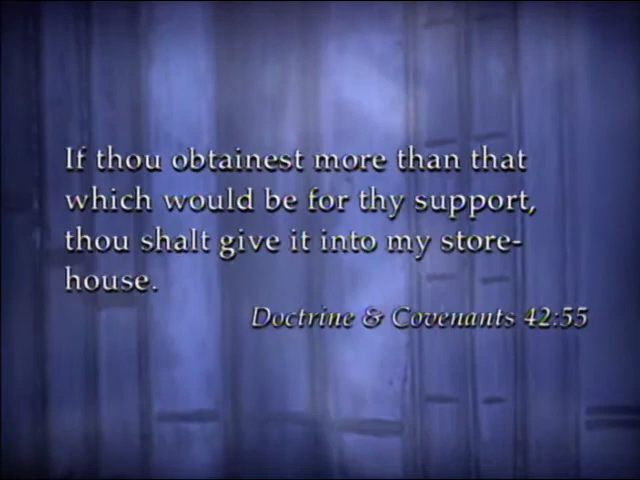 If thou obtainest more than that
which would be for thy support,
thou shalt give it into my store-
house.
Doctrine & Covenants 42:55